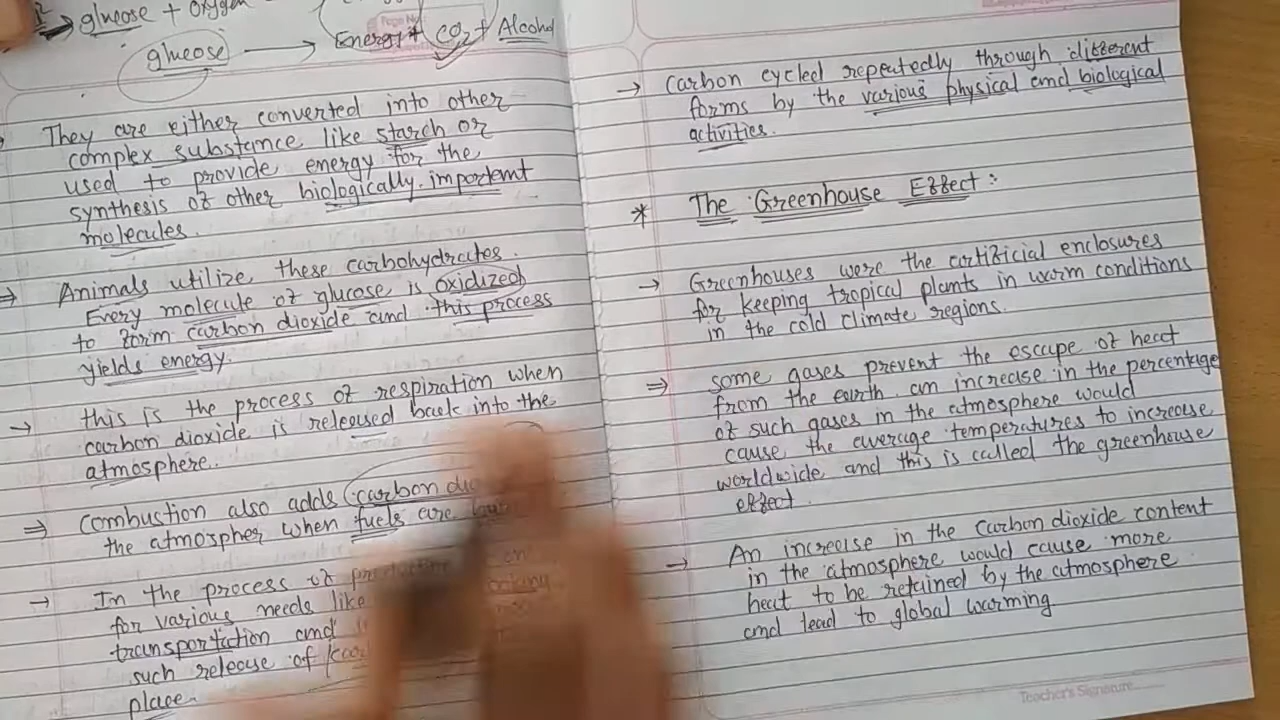 glucose + Oxygen
glucose → Energy + CO2 + Alcohol
Page No
They are either converted into other
complex substance like starch or
used to provide energy for the
synthesis of other biologically important
molecules.
⇒ Animals utilize these carbohydrates.
Every molecule of glucose is oxidized
to form carbon dioxide and this process
yields energy.
→ this is the process of respiration when
carbon dioxide is released back into the
atmosphere.
⇒ Combustion also adds carbon
the atmospher when fuels are
→ In the process of
for various needs like
transportation and
such release of
place.
→ Carbon cycled repeatedly through different
forms by the various physical and biological
activities.
* The Greenhouse Effect:
→ Greenhouses were the artificial enclosures
for keeping tropical plants in warm conditions
in the cold climate regions.
⇒ some gases prevent the escape of heat
from the earth. an increase in the percentage
of such gases in the atmosphere would
cause the average temperatures to increase
worldwide and this is called the greenhouse
effect.
→ An increase in the carbon dioxide content
in the atmosphere would cause more
heat to be retained by the atmosphere
and lead to global warming
Teacher's Signature